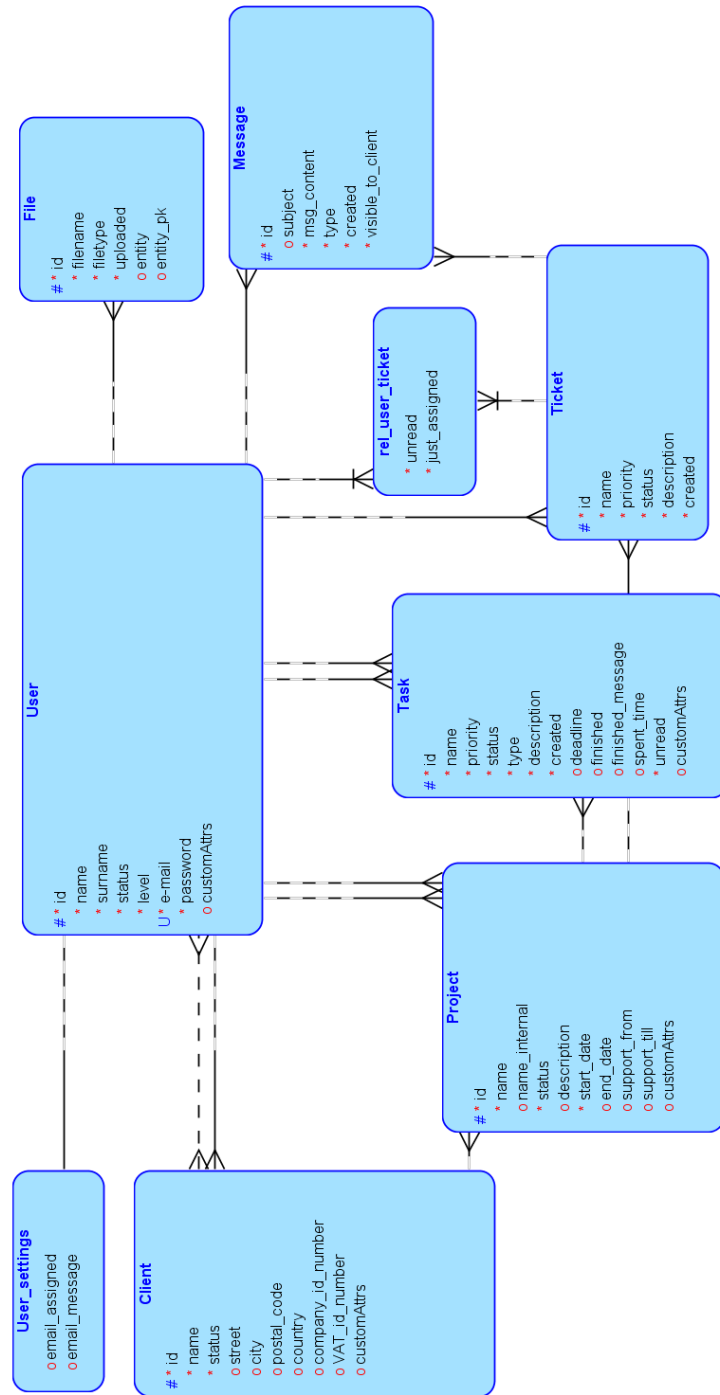 User_settings
o email_assigned
o email_message
Client
# * id
* name
* status
o street
o city
o postal_code
o country
o company_id_number
o VAT_id_number
o customAttrs
User
# * id
* name
* surname
* status
* level
U * e-mail
* password
o customAttrs
Project
# * id
* name
o name_internal
* status
o description
* start_date
o end_date
o support_from
o support_till
o customAttrs
Task
# * id
* name
* priority
* status
* type
* description
* created
o deadline
o finished
o finished_message
o spent_time
* unread
o customAttrs
File
# * id
* filename
* filetype
* uploaded
o entity
o entity_pk
Message
# * id
o subject
* msg_content
* type
* created
* visible_to_client
rel_user_ticket
* unread
* just_assigned
Ticket
# * id
* name
* priority
* status
* description
* created